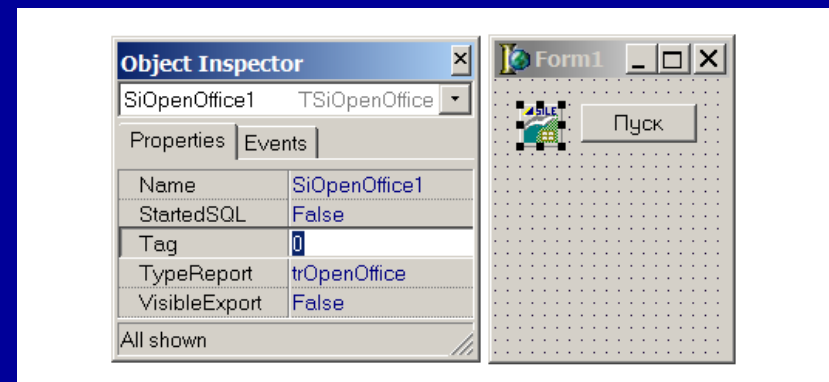 Object Inspector
SiOpenOffice1 TSiOpenOffice
Properties Events
Name SiOpenOffice1
StartedSQL False
Tag 0
TypeReport trOpenOffice
VisibleExport False
All shown
Form1
SILE
Пуск